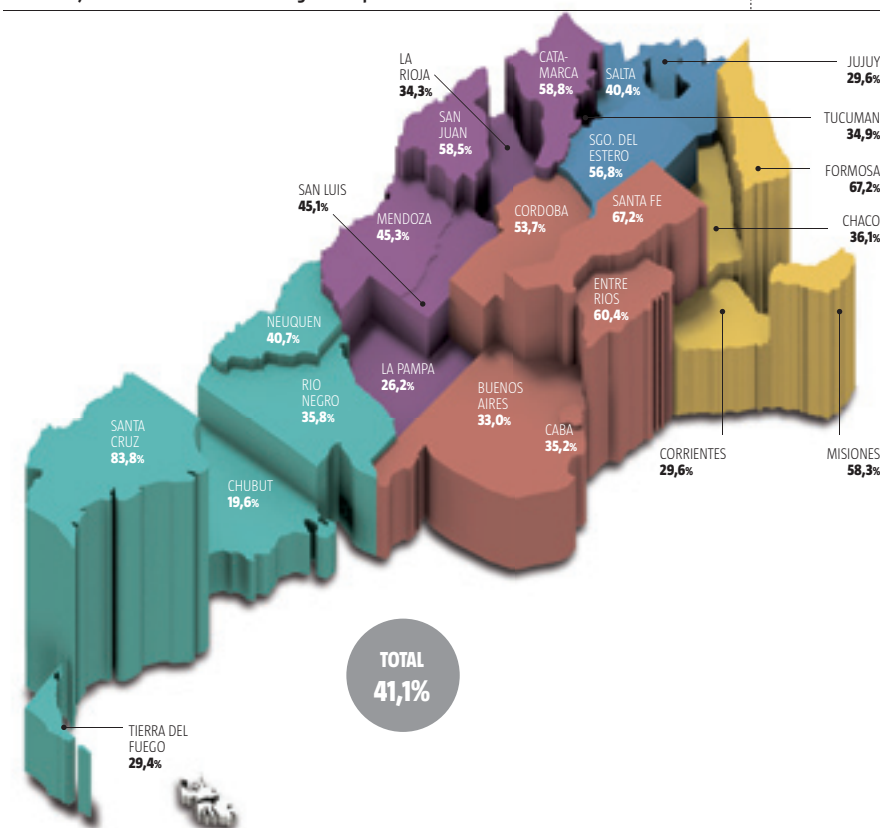 LA
RIOJA
34,3%
CATA-
MARCA
58,8%
SALTA
40,4%
JUJUY
29,6%
TUCUMAN
34,9%
SAN
JUAN
58,5%
SGO. DEL
ESTERO
56,8%
FORMOSA
67,2%
SAN LUIS
45,1%
MENDOZA
45,3%
CORDOBA
53,7%
SANTA FE
67,2%
CHACO
36,1%
ENTRE
RIOS
60,4%
NEUQUEN
40,7%
LA PAMPA
26,2%
RIO
NEGRO
35,8%
BUENOS
AIRES
33,0%
CABA
35,2%
SANTA
CRUZ
83,8%
CHUBUT
19,6%
CORRIENTES
29,6%
MISIONES
58,3%
TOTAL
41,1%
TIERRA DEL
FUEGO
29,4%